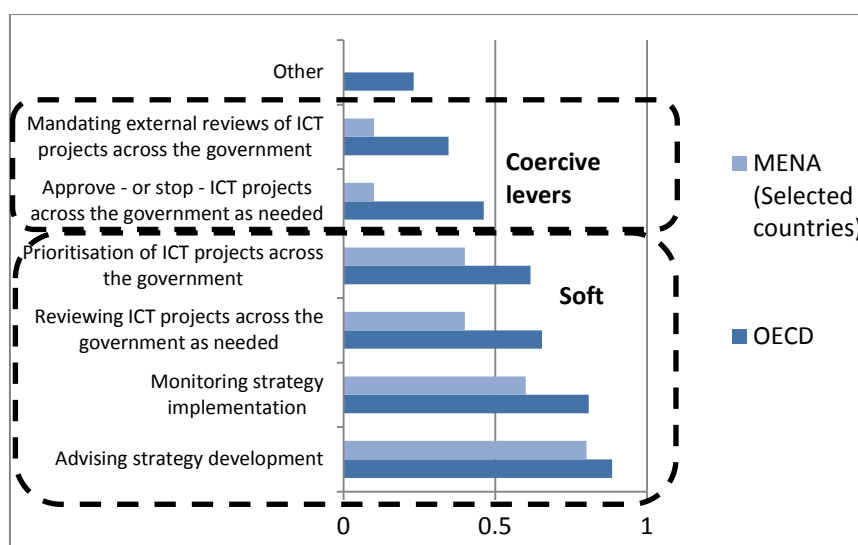 Other
Mandating external reviews of ICT
projects across the government
Approve - or stop - ICT projects
across the government as needed
Prioritisation of ICT projects across
the government
Reviewing ICT projects across the
government as needed
Monitoring strategy
implementation
Advising strategy development
Coercive
levers
Soft
0
0.5
1
MENA
(Selected
countries)
OECD